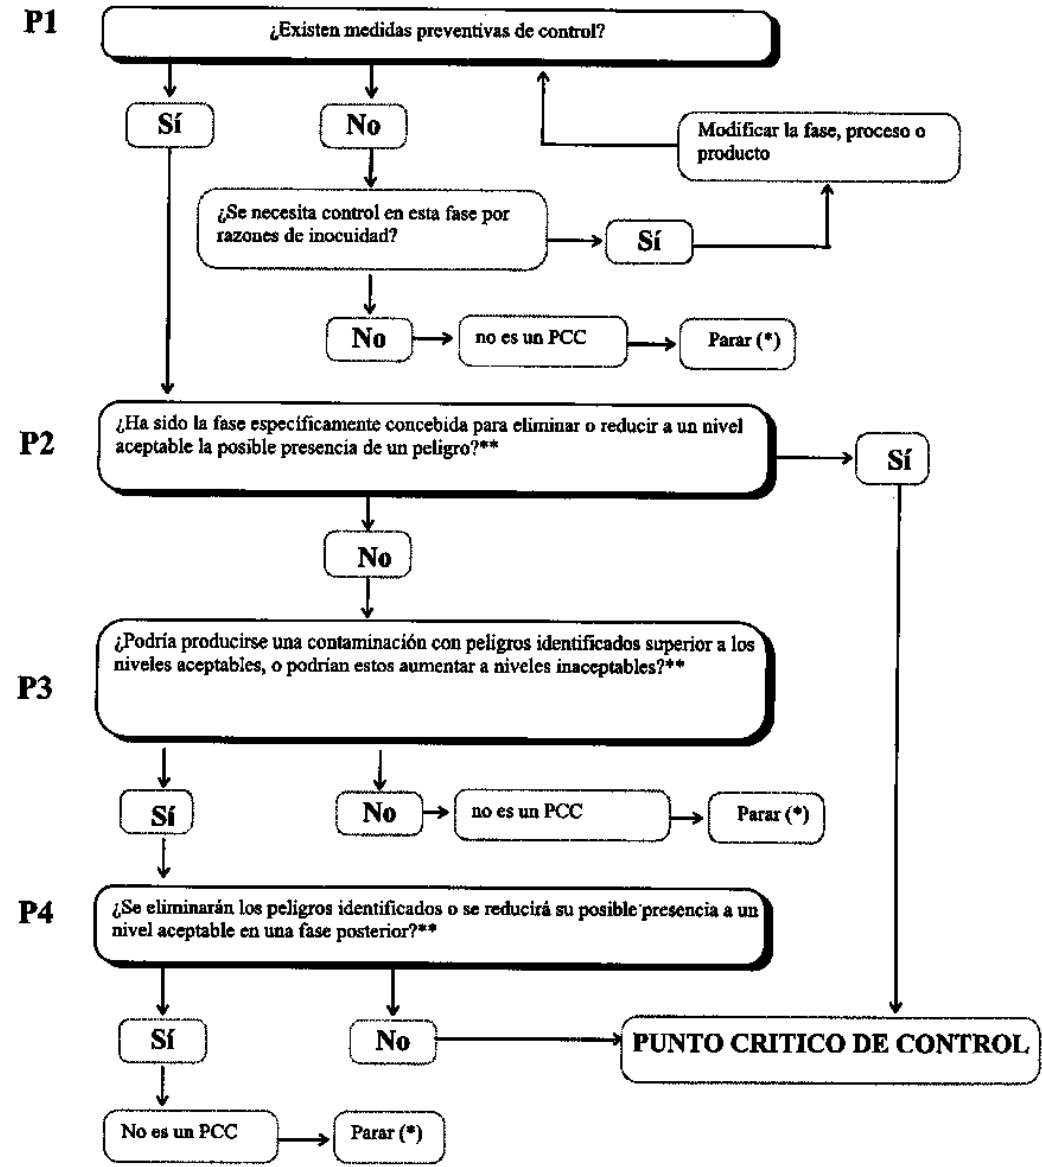 P1
¿Existen medidas preventivas de control?
Sí
No
Modificar la fase, proceso o
producto
¿Se necesita control en esta fase por
razones de inocuidad?
Sí
No
no es un PCC
Parar (*)
P2
¿Ha sido la fase específicamente concebida para eliminar o reducir a un nivel
aceptable la posible presencia de un peligro?**
Sí
No
P3
¿Podría producirse una contaminación con peligros identificados superior a los
niveles aceptables, o podrían estos aumentar a niveles inaceptables?**
Sí
No
no es un PCC
Parar (*)
P4
¿Se eliminarán los peligros identificados o se reducirá su posible presencia a un
nivel aceptable en una fase posterior?**
Sí
No
PUNTO CRITICO DE CONTROL
No es un PCC
Parar (*)